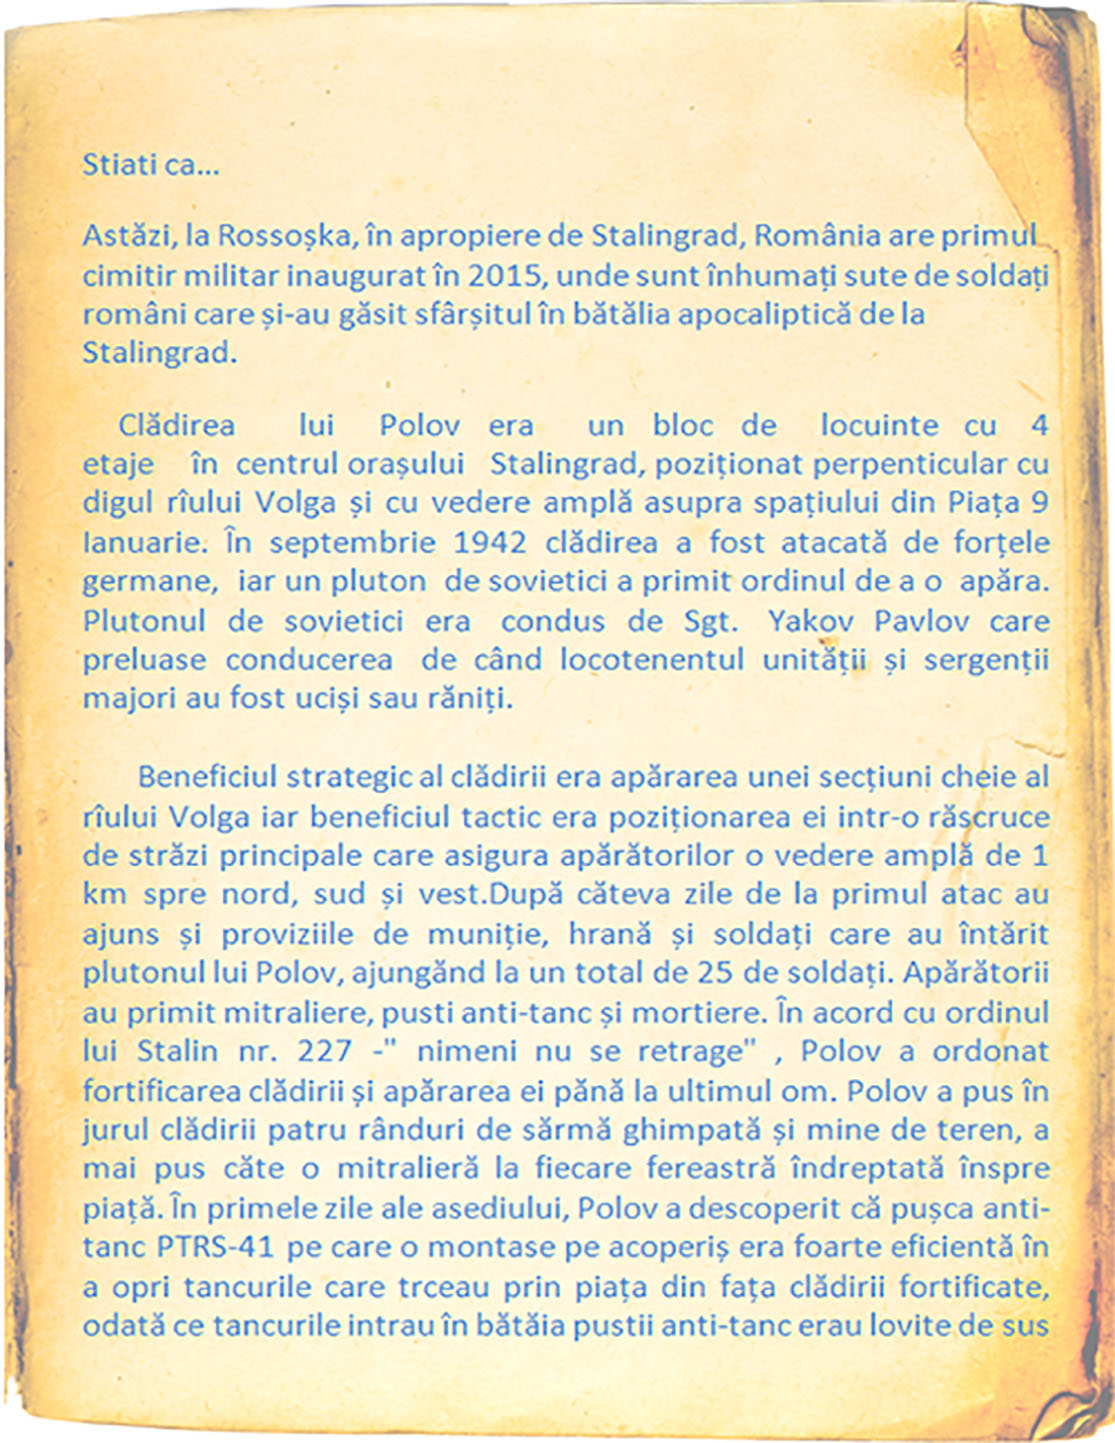 Stiati ca...
Astăzi, la Rossoșka, în apropiere de Stalingrad, România are primul
cimitir militar inaugurat în 2015, unde sunt înhumați sute de soldați
români care și-au găsit sfârșitul în bătălia apocaliptică de la
Stalingrad.
Clădirea lui Polov era un bloc de locuinte cu 4
etaje în centrul orașului Stalingrad, poziționat perpenticular cu
digul rîului Volga și cu vedere amplă asupra spațiului din Piața 9
Ianuarie. În septembrie 1942 clădirea a fost atacată de forțele
germane, iar un pluton de sovietici a primit ordinul de a o apăra.
Plutonul de sovietici era condus de Sgt. Yakov Pavlov care
preluase conducerea de când locotenentul unității și sergenții
majori au fost uciși sau răniți.
Beneficiul strategic al clădirii era apărarea unei secțiuni cheie al
rîului Volga iar beneficiul tactic era poziționarea ei intr-o răscruce
de străzi principale care asigura apărătorilor o vedere amplă de 1
km spre nord, sud și vest.După căteva zile de la primul atac au
ajuns și proviziile de muniție, hrană și soldați care au întărit
plutonul lui Polov, ajungănd la un total de 25 de soldați. Apărătorii
au primit mitraliere, pusti anti-tanc și mortiere. În acord cu ordinul
lui Stalin nr. 227 -" nimeni nu se retrage" , Polov a ordonat
fortificarea clădirii și apărarea ei pănă la ultimul om. Polov a pus în
jurul clădirii patru rânduri de sărmă ghimpată și mine de teren, a
mai pus căte o mitralieră la fiecare fereastră îndreptată înspre
piață. În primele zile ale asediului, Polov a descoperit că pușca anti-
tanc PTRS-41 pe care o montase pe acoperiș era foarte eficientă în
a opri tancurile care trceau prin piața din fața clădirii fortificate,
odată ce tancurile intrau în bătăia pustii anti-tanc erau lovite de sus